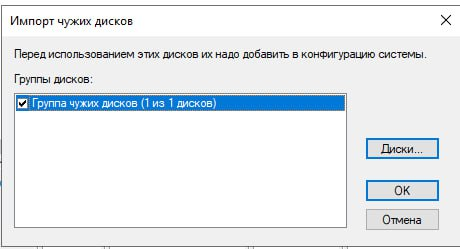 Импорт чужих дисков
Перед использованием этих дисков их надо добавить в конфигурацию системы.
Группы дисков:
Группа чужих дисков (1 из 1 дисков)
Диски...
OK
Отмена